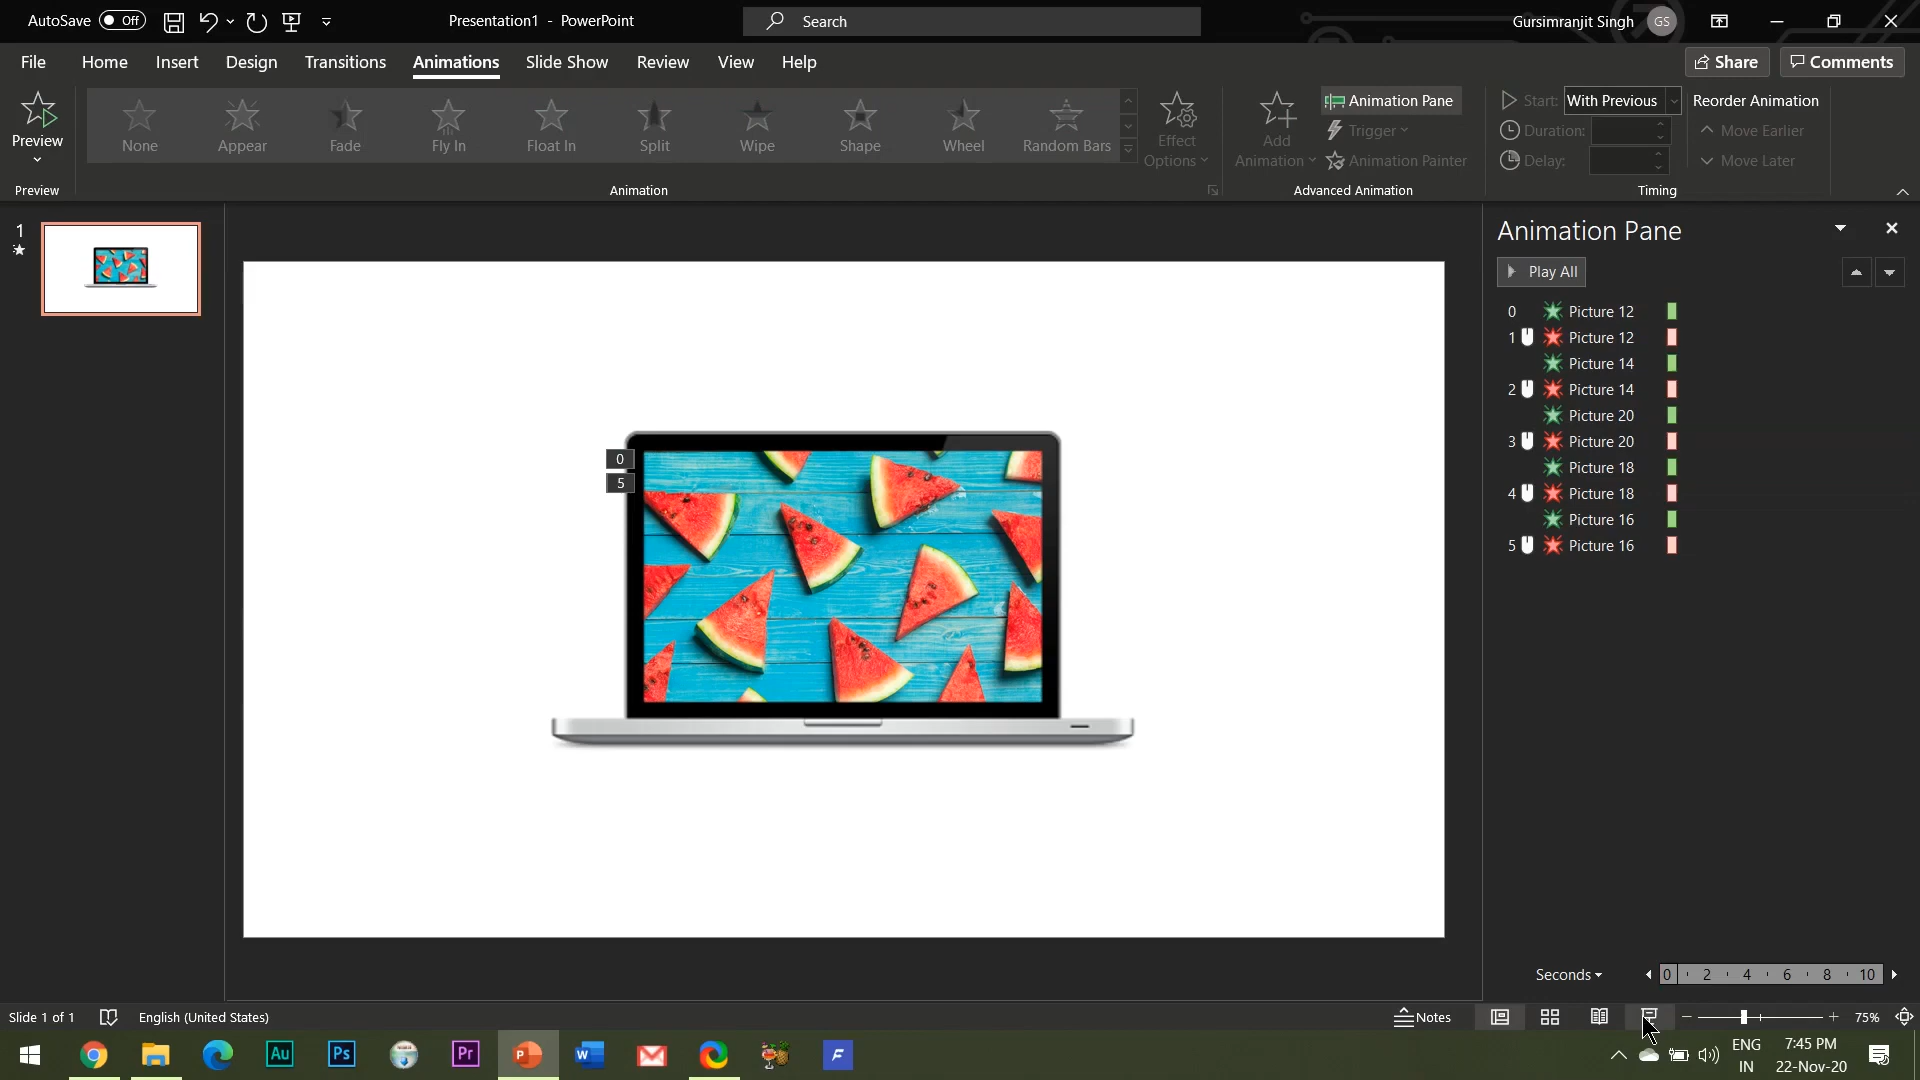 AutoSave Off
Presentation1 - PowerPoint
Search
Gursimranjit Singh GS
File Home Insert Design Transitions Animations Slide Show Review View Help
Share Comments
Preview
Preview
None Appear Fade Fly In Float In Split Wipe Shape Wheel Random Bars
Animation
Effect Options
Add Animation
Animation Pane
Trigger
Animation Painter
Advanced Animation
Start: With Previous
Duration:
Delay:
Reorder Animation
Move Earlier
Move Later
Timing
1
0
5
Animation Pane
Play All
0 Picture 12
1 Picture 12
Picture 14
2 Picture 14
Picture 20
3 Picture 20
Picture 18
4 Picture 18
Picture 16
5 Picture 16
Seconds 0 2 4 6 8 10
Slide 1 of 1 English (United States) Notes 75%
Au Ps Pr P W F
ENG
IN
7:45 PM
22-Nov-20